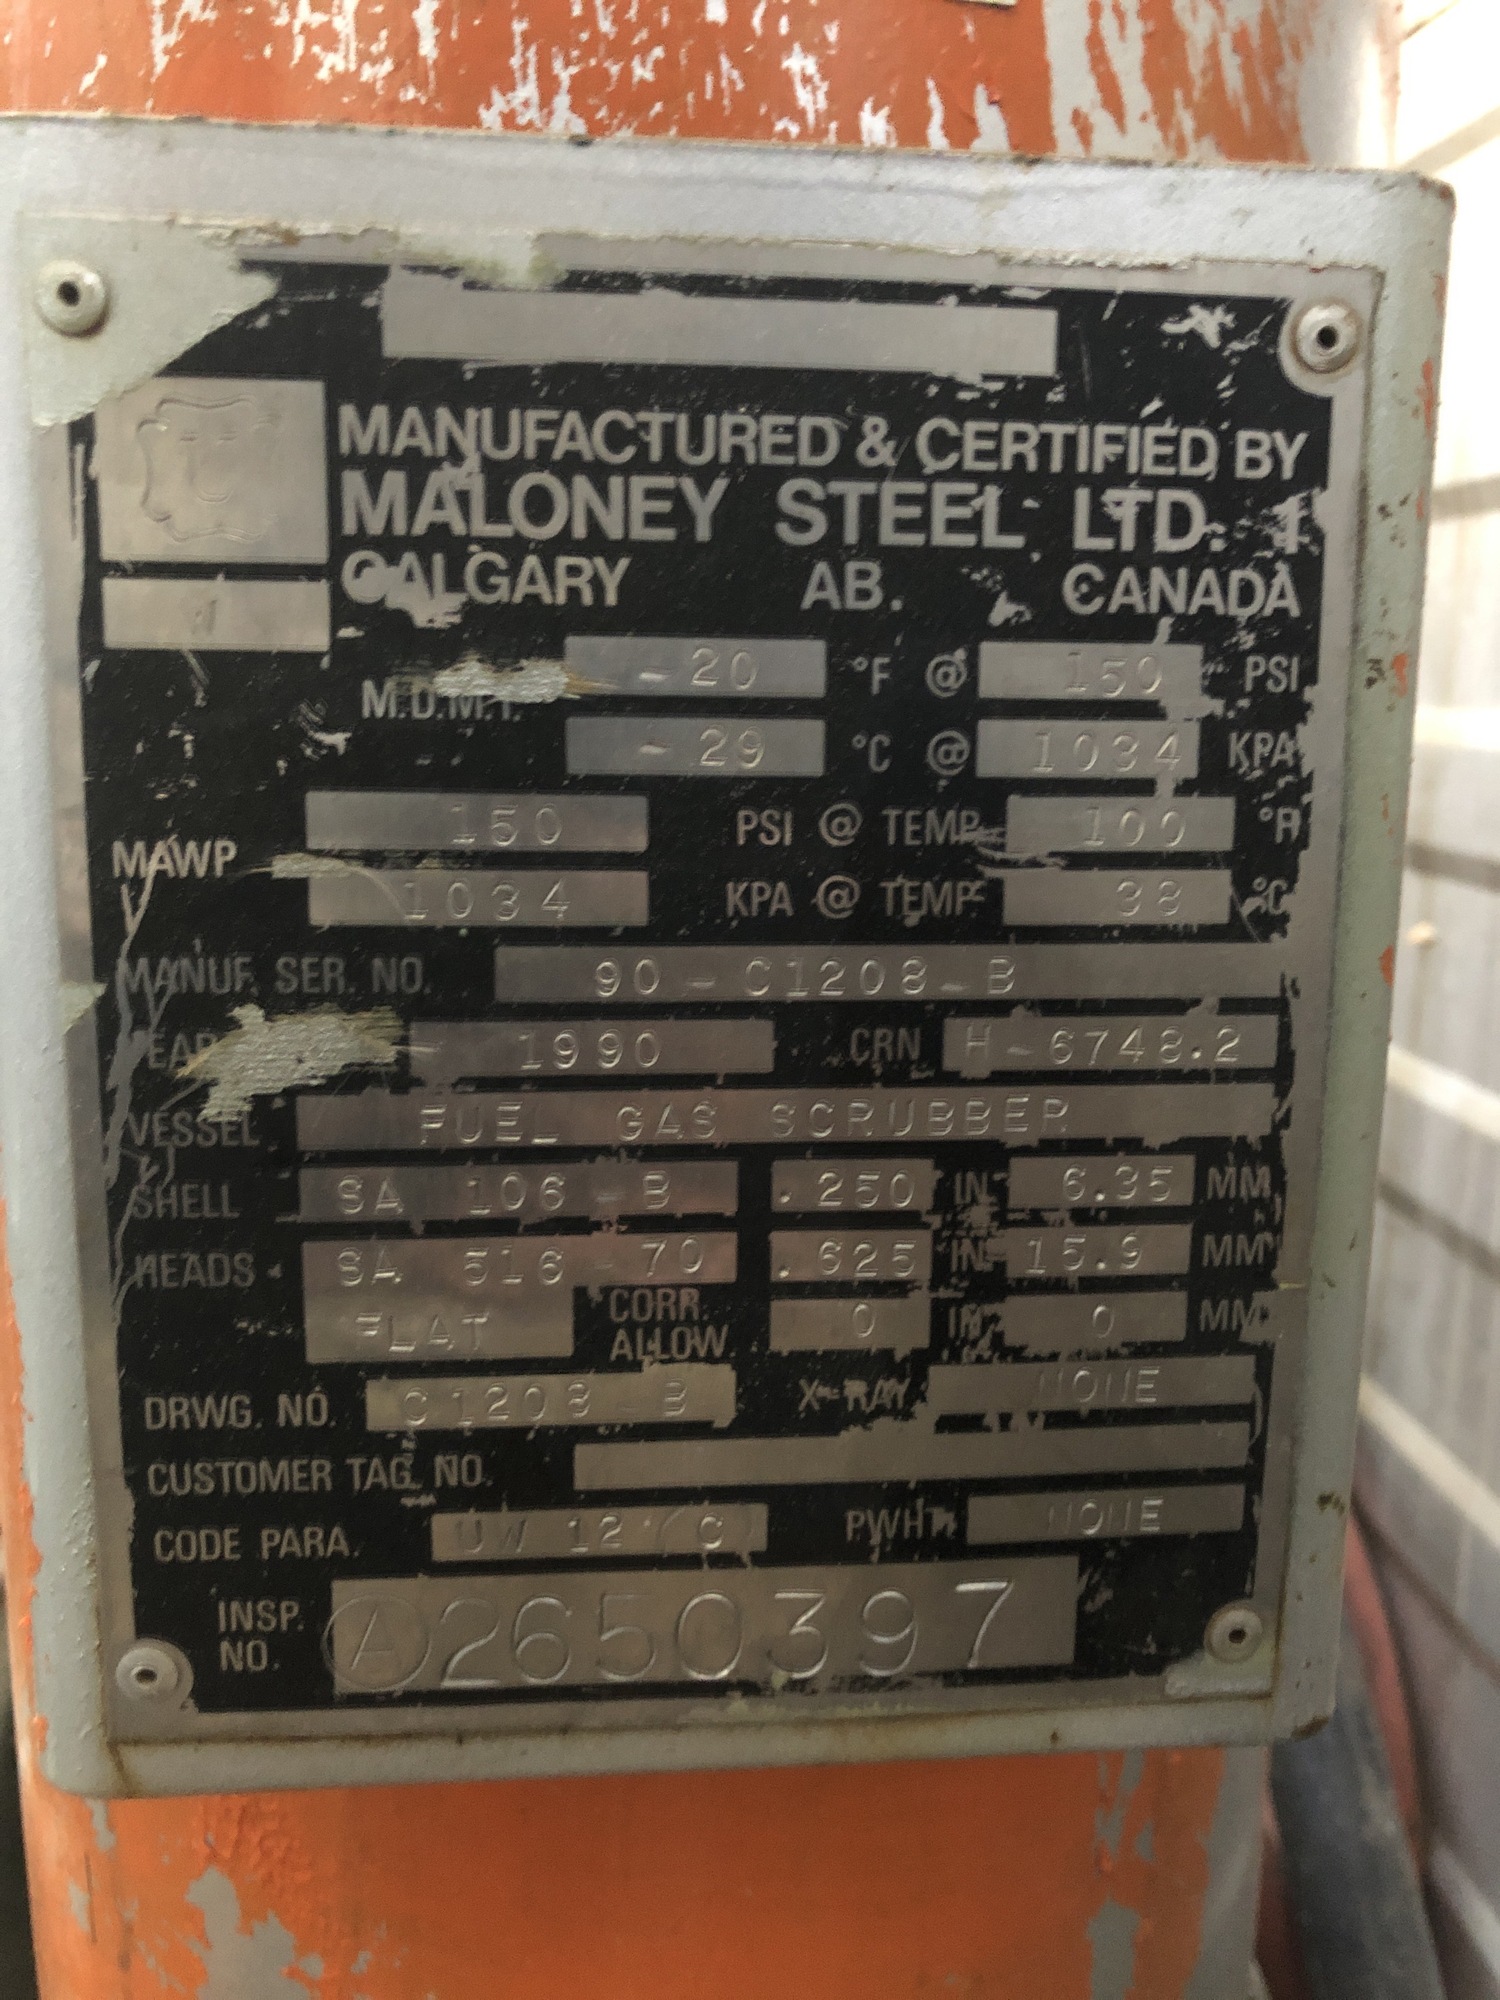 MANUFACTURED & CERTIFIED BY
MALONEY STEEL LTD. 1
CALGARY AB. CANADA
M.D.M.T. -20 °F @ 150 PSI
-29 °C @ 1034 KPA
MAWP 150 PSI @ TEMP. 100 °F
1034 KPA @ TEMP. 38 °C
MANUF. SER. NO. 90-C1208-B
YEAR 1990 CRN H-6748.2
VESSEL FUEL GAS SCRUBBER
SHELL SA 106-B .250 IN. 6.35 MM.
HEADS SA 516-70 .625 IN. 15.9 MM
FLAT CORR. ALLOW. 0 IN. 0 MM.
DRWG. NO. C1208-B X-RAY NONE
CUSTOMER TAG. NO.
CODE PARA. UW 12 C PWHT. NONE
INSP. NO. A2650397